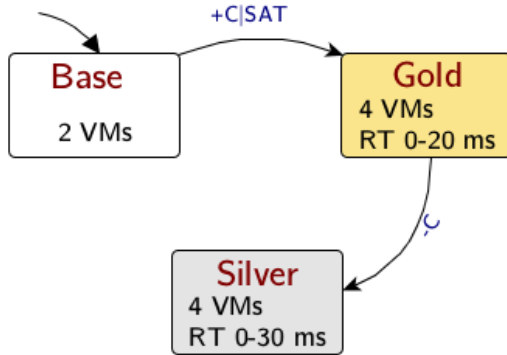 +C|SAT
Base
2 VMs
Gold
4 VMs
RT 0-20 ms
-C
Silver
4 VMs
RT 0-30 ms